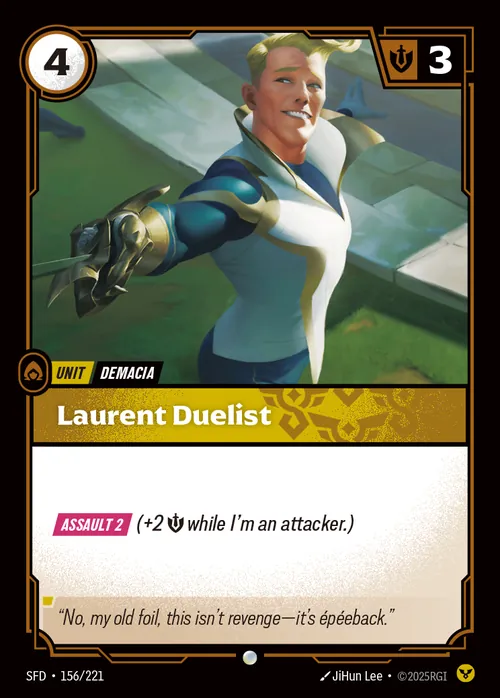 4
3
UNIT DEMACIA
Laurent Duelist
ASSAULT 2 (+2 while I'm an attacker.)
“No, my old foil, this isn't revenge—it's épéeback.”
SFD • 156/221 JiHun Lee • ©2025RGI